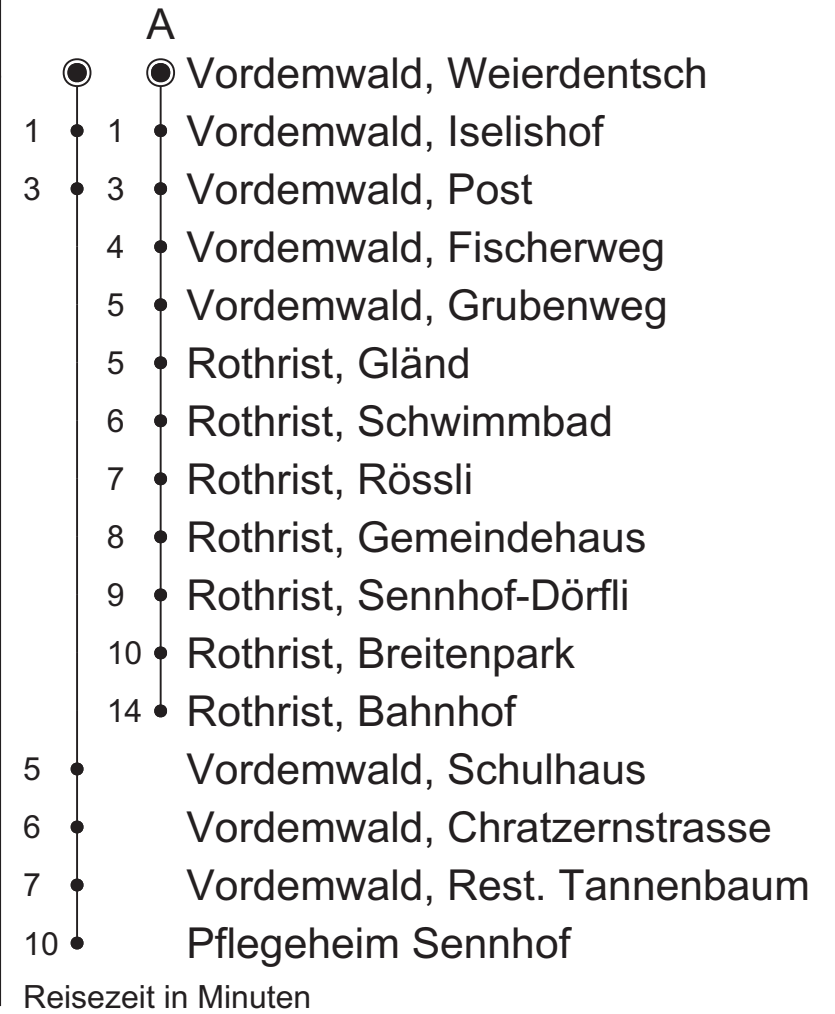 A
Vordemwald, Weierdentsch
1 1 Vordemwald, Iselishof
3 3 Vordemwald, Post
4 Vordemwald, Fischerweg
5 Vordemwald, Grubenweg
5 Rothrist, Gländ
6 Rothrist, Schwimmbad
7 Rothrist, Rössli
8 Rothrist, Gemeindehaus
9 Rothrist, Sennhof-Dörfli
10 Rothrist, Breitenpark
14 Rothrist, Bahnhof
5 Vordemwald, Schulhaus
6 Vordemwald, Chratzernstrasse
7 Vordemwald, Rest. Tannenbaum
10 Pflegeheim Sennhof
Reisezeit in Minuten